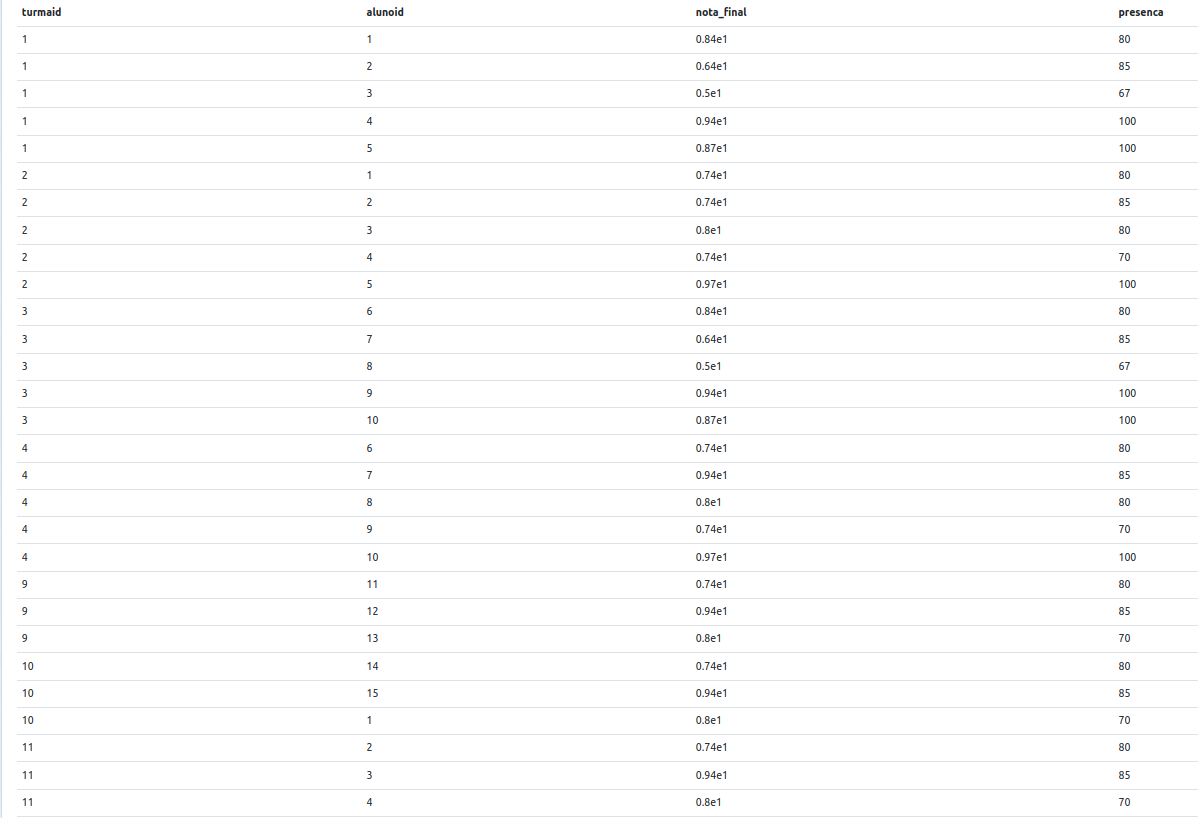 turmaid alunoid nota_final presenca
1 1 0.84e1 80
1 2 0.64e1 85
1 3 0.5e1 67
1 4 0.94e1 100
1 5 0.87e1 100
2 1 0.74e1 80
2 2 0.74e1 85
2 3 0.8e1 80
2 4 0.74e1 70
2 5 0.97e1 100
3 6 0.84e1 80
3 7 0.64e1 85
3 8 0.5e1 67
3 9 0.94e1 100
3 10 0.87e1 100
4 6 0.74e1 80
4 7 0.94e1 85
4 8 0.8e1 80
4 9 0.74e1 70
4 10 0.97e1 100
9 11 0.74e1 80
9 12 0.94e1 85
9 13 0.8e1 70
10 14 0.74e1 80
10 15 0.94e1 85
10 1 0.8e1 70
11 2 0.74e1 80
11 3 0.94e1 85
11 4 0.8e1 70